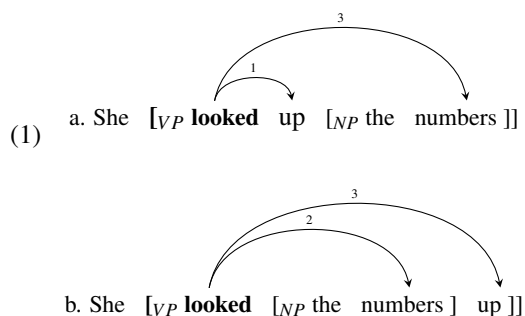 3
1
(1) a. She [VP looked up [NP the numbers ]]
3
2
b. She [VP looked [NP the numbers ] up ]]